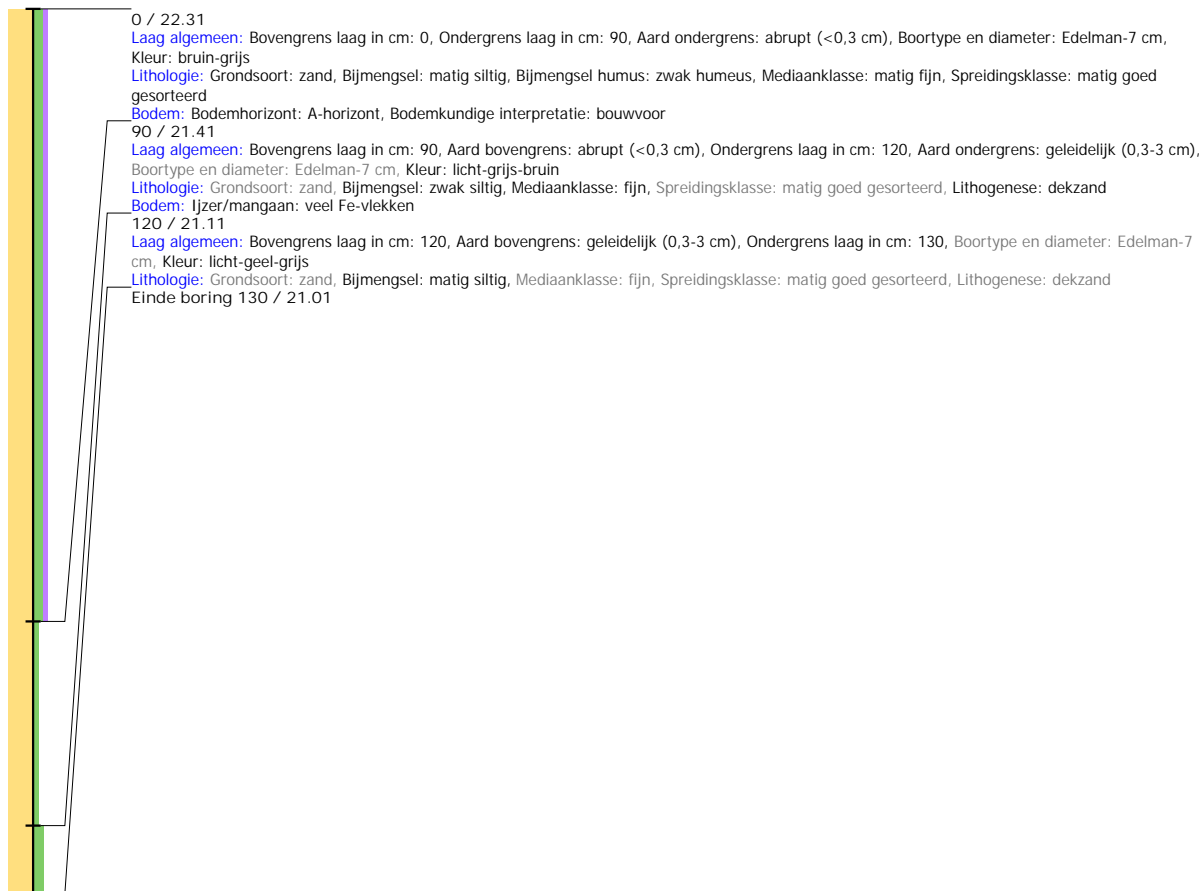 0 / 22.31
Laag algemeen: Bovengrens laag in cm: 0, Ondergrens laag in cm: 90, Aard ondergrens: abrupt (<0,3 cm), Boortype en diameter: Edelman-7 cm,
Kleur: bruin-grijs
Lithologie: Grondsoort: zand, Bijmengsel: matig siltig, Bijmengsel humus: zwak humeus, Mediaanklasse: matig fijn, Spreidingsklasse: matig goed
gesorteerd
Bodem: Bodemhorizont: A-horizont, Bodemkundige interpretatie: bouwvoor
90 / 21.41
Laag algemeen: Bovengrens laag in cm: 90, Aard bovengrens: abrupt (<0,3 cm), Ondergrens laag in cm: 120, Aard ondergrens: geleidelijk (0,3-3 cm),
Boortype en diameter: Edelman-7 cm, Kleur: licht-grijs-bruin
Lithologie: Grondsoort: zand, Bijmengsel: zwak siltig, Mediaanklasse: fijn, Spreidingsklasse: matig goed gesorteerd, Lithogenese: dekzand
Bodem: Ijzer/mangaan: veel Fe-vlekken
120 / 21.11
Laag algemeen: Bovengrens laag in cm: 120, Aard bovengrens: geleidelijk (0,3-3 cm), Ondergrens laag in cm: 130, Boortype en diameter: Edelman-7
cm, Kleur: licht-geel-grijs
Lithologie: Grondsoort: zand, Bijmengsel: matig siltig, Mediaanklasse: fijn, Spreidingsklasse: matig goed gesorteerd, Lithogenese: dekzand
Einde boring 130 / 21.01